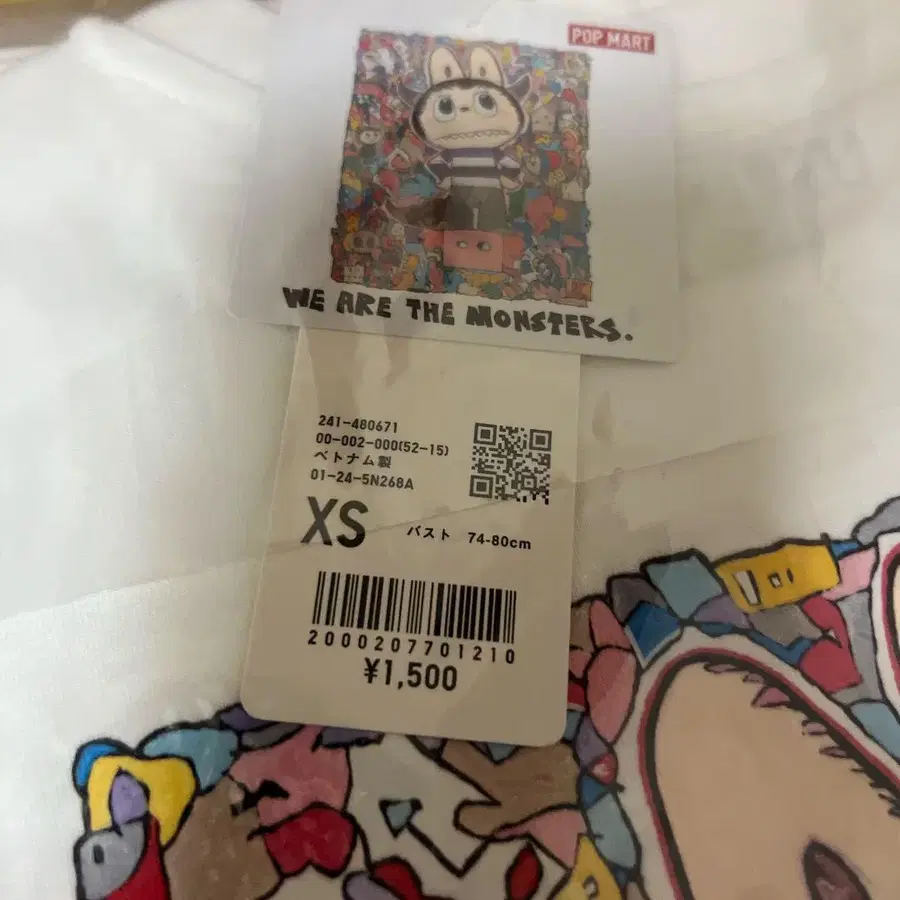 POP MART
WE ARE THE MONSTERS.
241-480671
00-002-000(52-15)
ベトナム製
01-24-5N268A
XS バスト 74-80cm
2000207701210
¥1,500